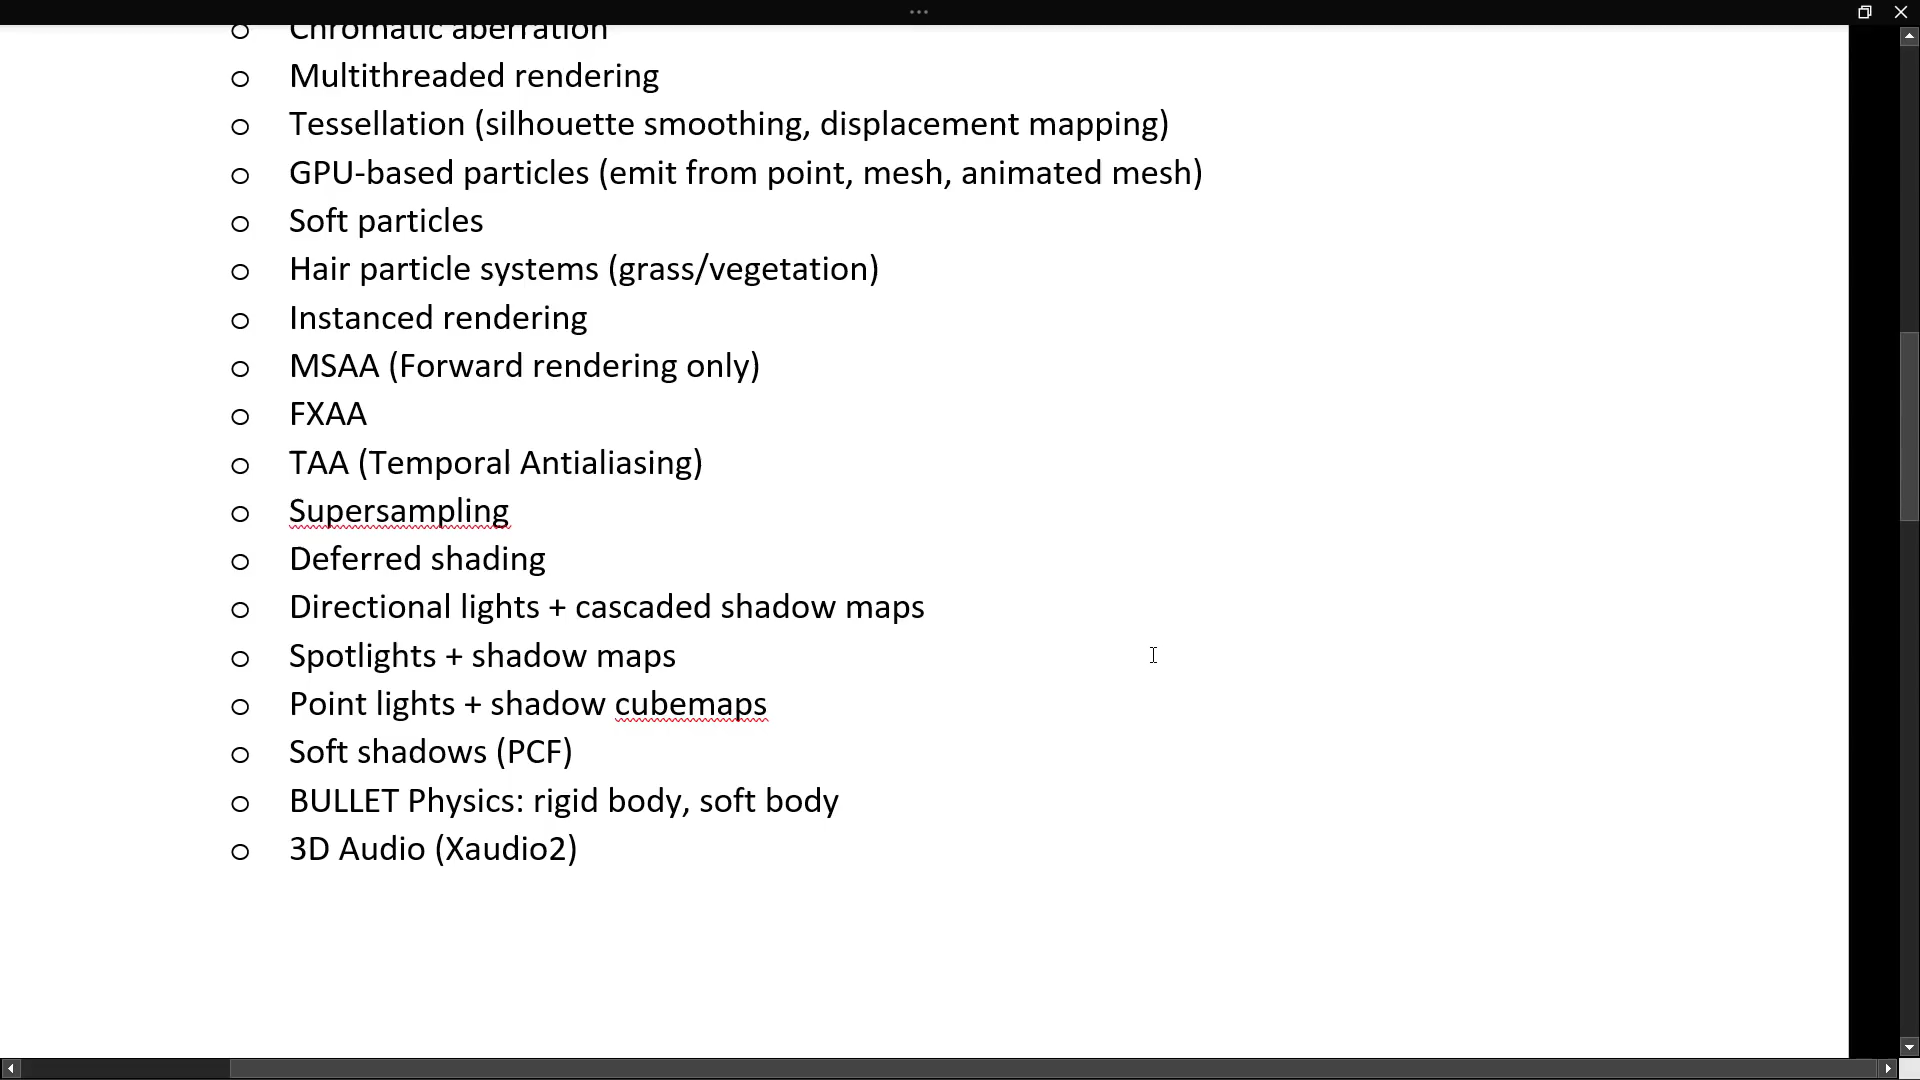 Chromatic aberration
Multithreaded rendering
Tessellation (silhouette smoothing, displacement mapping)
GPU-based particles (emit from point, mesh, animated mesh)
Soft particles
Hair particle systems (grass/vegetation)
Instanced rendering
MSAA (Forward rendering only)
FXAA
TAA (Temporal Antialiasing)
Supersampling
Deferred shading
Directional lights + cascaded shadow maps
Spotlights + shadow maps
Point lights + shadow cubemaps
Soft shadows (PCF)
BULLET Physics: rigid body, soft body
3D Audio (Xaudio2)